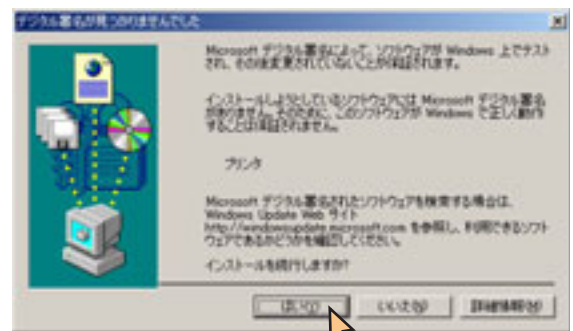 デジタル署名が見つかりませんでした
Microsoft デジタル署名によって、ソフトウェアが Windows 上でテスト
され、その後変更されていないことが保証されます。
インストールしようとしているソフトウェアには Microsoft デジタル署名
がありません。そのために、このソフトウェアが Windows で正しく動作
することは保証されません。
プリンタ
Microsoft デジタル署名されたソフトウェアを検索する場合は、
Windows Update Web サイト
http://windowsupdate.microsoft.com を参照し、利用できるソフト
ウェアであるかどうかを確認してください。
インストールを続行しますか?
はい(Y)
いいえ(N)
詳細情報(M)